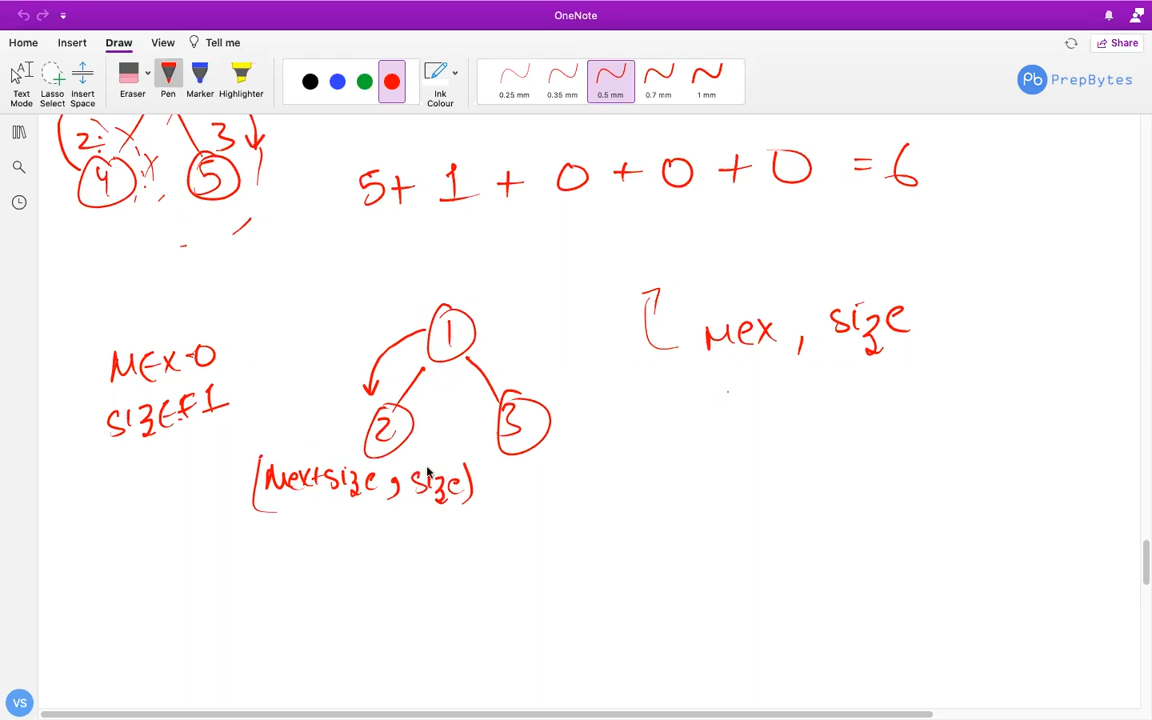 OneNote
Home Insert Draw View Tell me
Share
Text Mode
Lasso Select
Insert Space
Eraser
Pen
Marker
Highlighter
Ink Colour
0.25 mm
0.35 mm
0.5 mm
0.7 mm
1 mm
Pb PrepBytes
2 3
4 5
5+ 1 + 0 + 0 + 0 = 6
1
Mex, size
MEX=0
2 3
(Mex+size, size)
VS